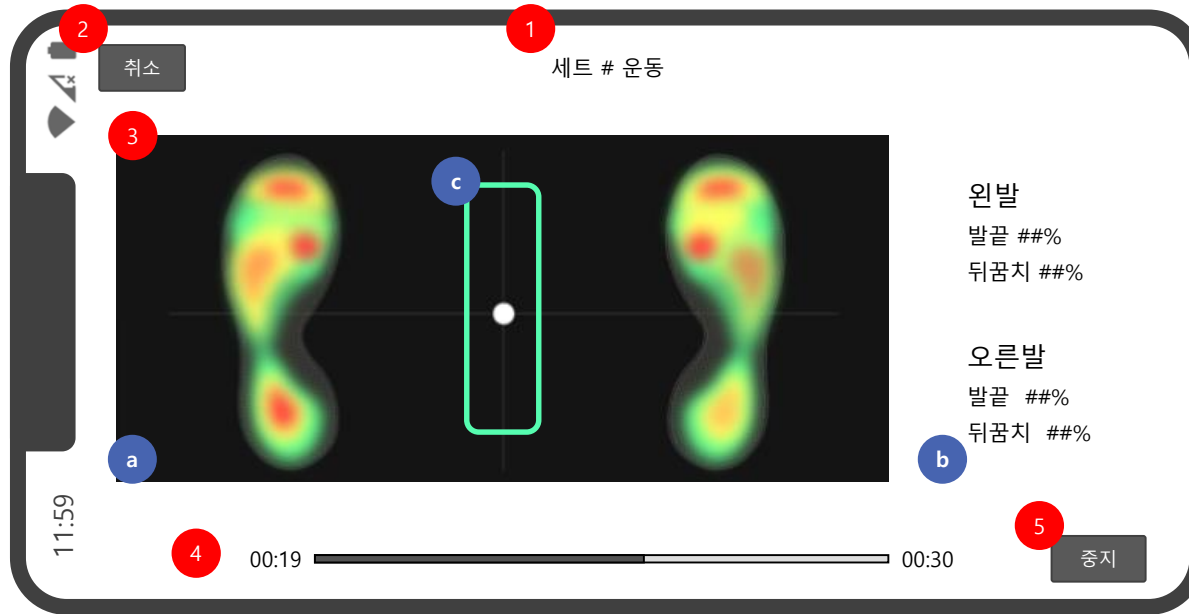 2
1
취소
세트 # 운동
3
c
왼발
발끝 ##%
뒤꿈치 ##%
오른발
발끝 ##%
뒤꿈치 ##%
a
b
11:59
4
00:19
00:30
5
중지